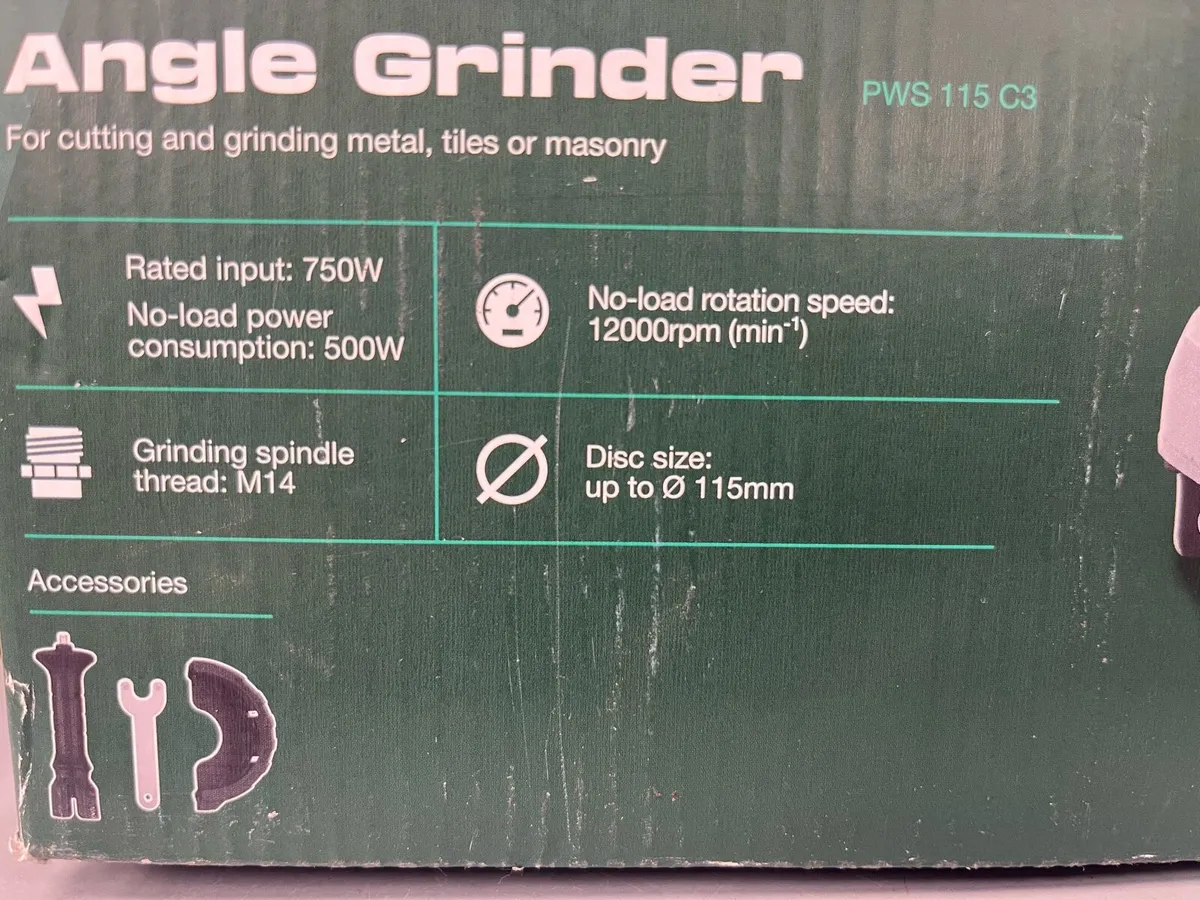 Angle Grinder
PWS 115 C3
For cutting and grinding metal, tiles or masonry
Rated input: 750W
No-load power
consumption: 500W
No-load rotation speed:
12000rpm (min⁻¹)
Grinding spindle
thread: M14
Disc size:
up to Ø 115mm
Accessories